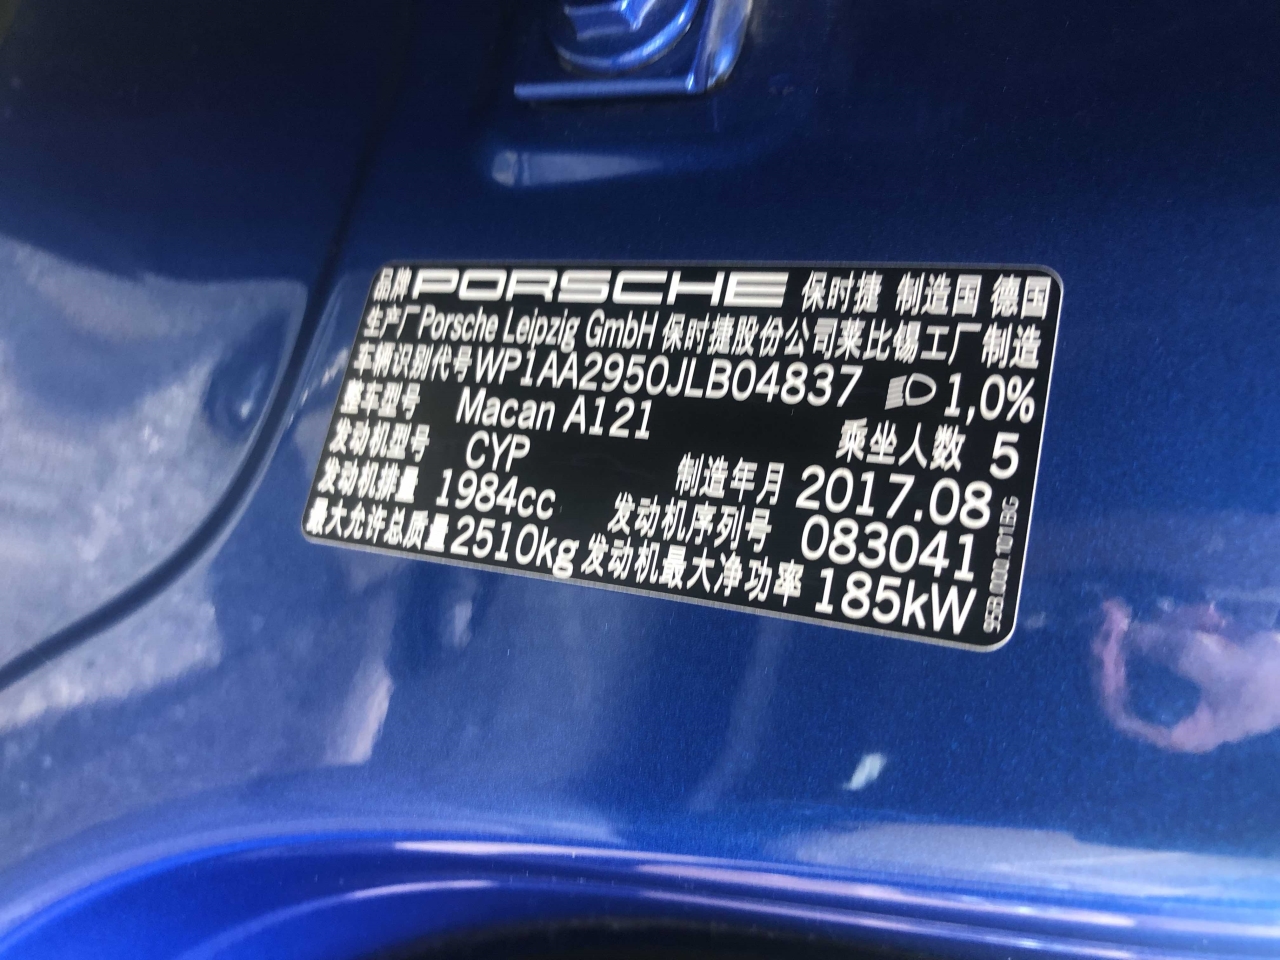 品牌 PORSCHE 保时捷 制造国 德国
生产厂 Porsche Leipzig GmbH 保时捷股份公司莱比锡工厂 制造
车辆识别代号 WP1AA2950JLB04837 1,0%
整车型号 Macan A121 乘坐人数 5
发动机型号 CYP 制造年月 2017.08
发动机排量 1984cc 发动机序列号 083041
最大允许总质量 2510kg 发动机最大净功率 185kW
95B.000.101BG